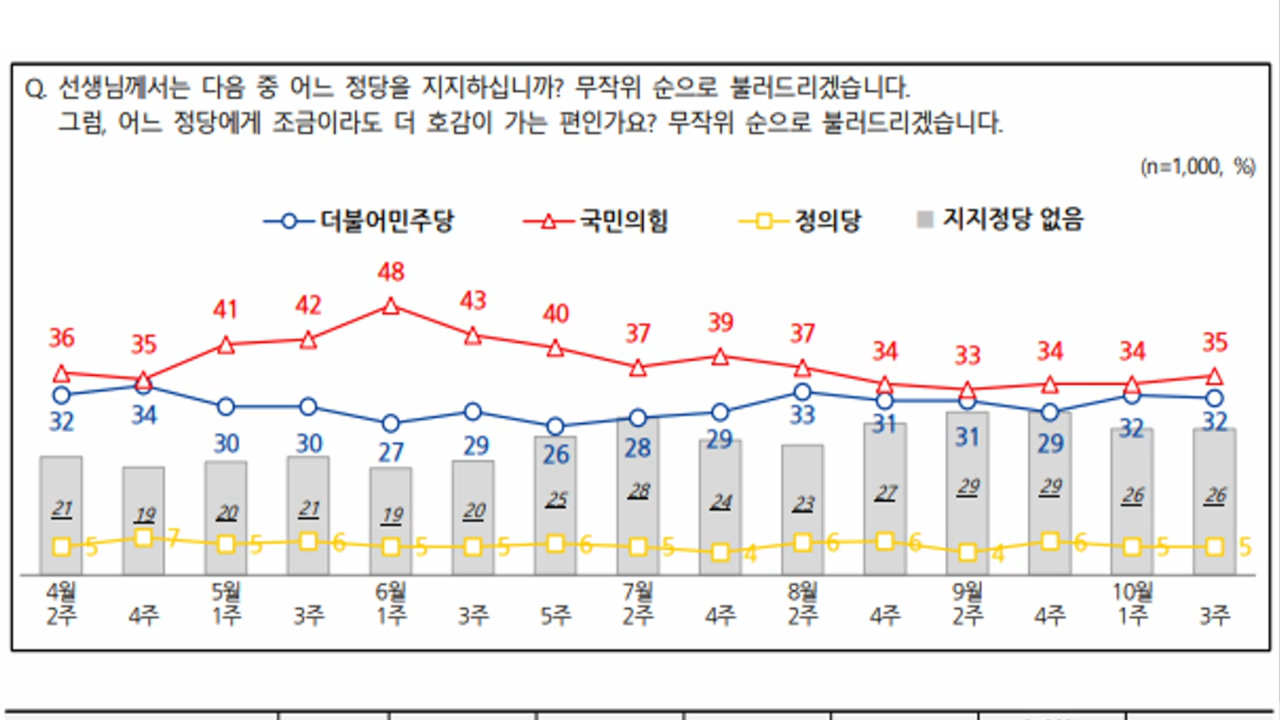 Q. 선생님께서는 다음 중 어느 정당을 지지하십니까? 무작위 순으로 불러드리겠습니다.
그럼, 어느 정당에게 조금이라도 더 호감이 가는 편인가요? 무작위 순으로 불러드리겠습니다.
(n=1,000, %)
더불어민주당 국민의힘 정의당 지지정당 없음
36 35 41 42 48 43 40 37 39 37 34 33 34 34 35
32 34 30 30 27 29 26 28 29 33 31 31 29 32 32
21 19 20 21 19 20 25 28 24 23 27 29 29 26 26
5 7 5 6 5 5 6 5 4 6 6 4 6 5 5
4월 5월 6월 7월 8월 9월 10월
2주 4주 1주 3주 1주 3주 5주 2주 4주 2주 4주 2주 4주 1주 3주